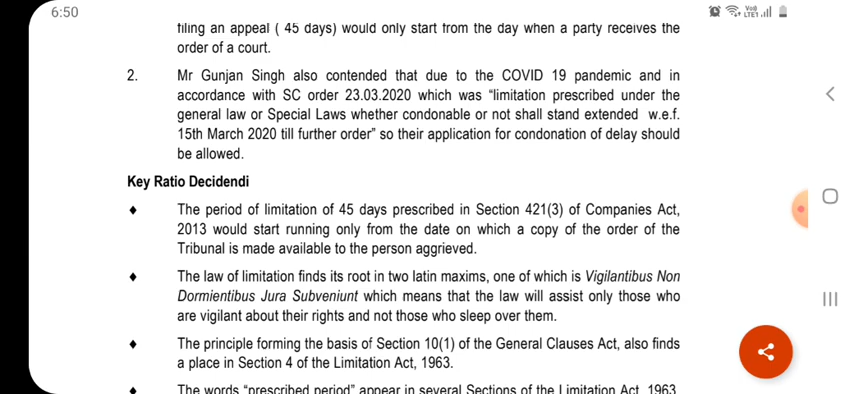 6:50
Vo))
LTE1
filing an appeal ( 45 days) would only start from the day when a party receives the
order of a court.
2. Mr Gunjan Singh also contended that due to the COVID 19 pandemic and in
accordance with SC order 23.03.2020 which was “limitation prescribed under the
general law or Special Laws whether condonable or not shall stand extended w.e.f.
15th March 2020 till further order” so their application for condonation of delay should
be allowed.
Key Ratio Decidendi
♦ The period of limitation of 45 days prescribed in Section 421(3) of Companies Act,
2013 would start running only from the date on which a copy of the order of the
Tribunal is made available to the person aggrieved.
♦ The law of limitation finds its root in two latin maxims, one of which is Vigilantibus Non
Dormientibus Jura Subveniunt which means that the law will assist only those who
are vigilant about their rights and not those who sleep over them.
♦ The principle forming the basis of Section 10(1) of the General Clauses Act, also finds
a place in Section 4 of the Limitation Act, 1963.
♦ The words “prescribed period” appear in several Sections of the Limitation Act, 1963.